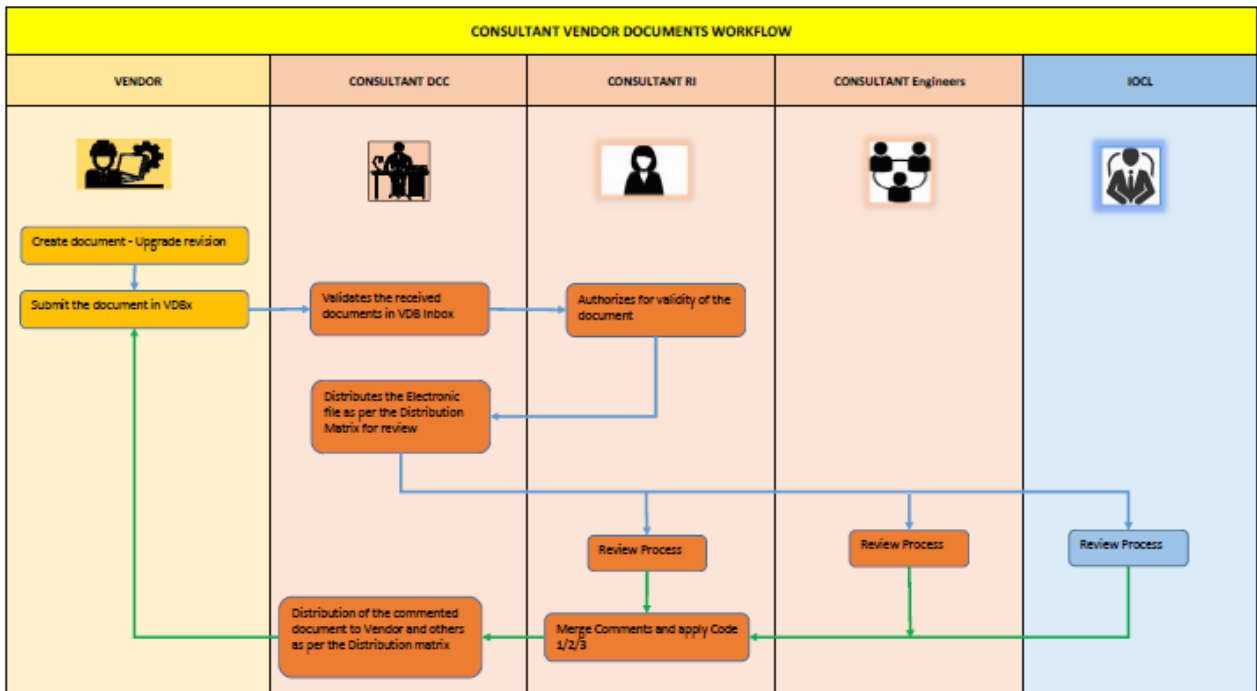 CONSULTANT VENDOR DOCUMENTS WORKFLOW
VENDOR
CONSULTANT DCC
CONSULTANT RI
CONSULTANT Engineers
IOCL
Create document - Upgrade revision
Submit the document in VDBx
Validates the received
documents in VDB Inbox
Authorizes for validity of the
document
Distributes the Electronic
file as per the Distribution
Matrix for review
Review Process
Review Process
Review Process
Distribution of the commented
document to Vendor and others
as per the Distribution matrix
Merge Comments and apply Code
1/2/3